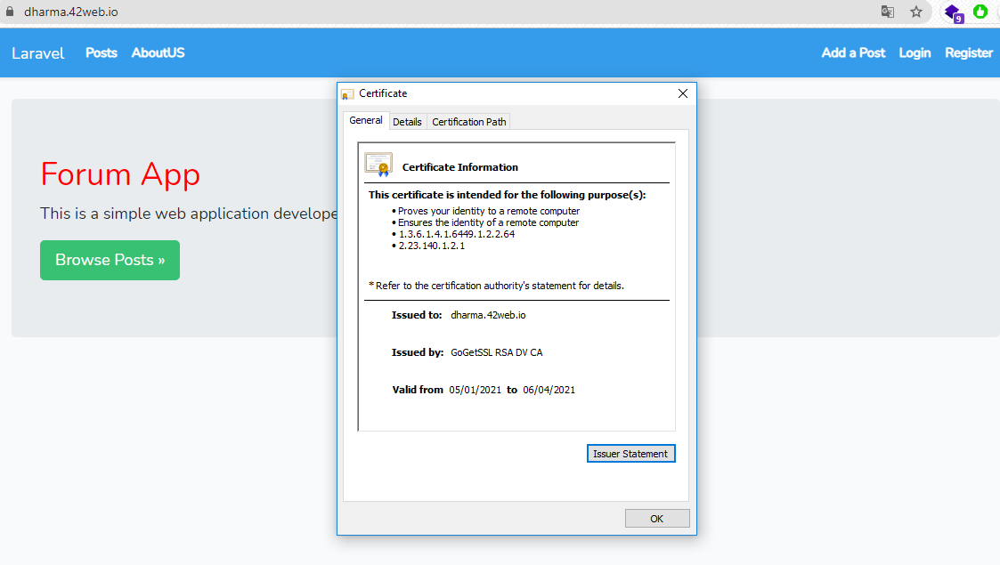 dharma.42web.io
9
Laravel Posts AboutUS Add a Post Login Register
Certificate
General Details Certification Path
Certificate Information
This certificate is intended for the following purpose(s):
• Proves your identity to a remote computer
• Ensures the identity of a remote computer
• 1.3.6.1.4.1.6449.1.2.2.64
• 2.23.140.1.2.1
* Refer to the certification authority's statement for details.
Issued to: dharma.42web.io
Issued by: GoGetSSL RSA DV CA
Valid from 05/01/2021 to 06/04/2021
Issuer Statement
OK
Forum App
This is a simple web application develope
Browse Posts »